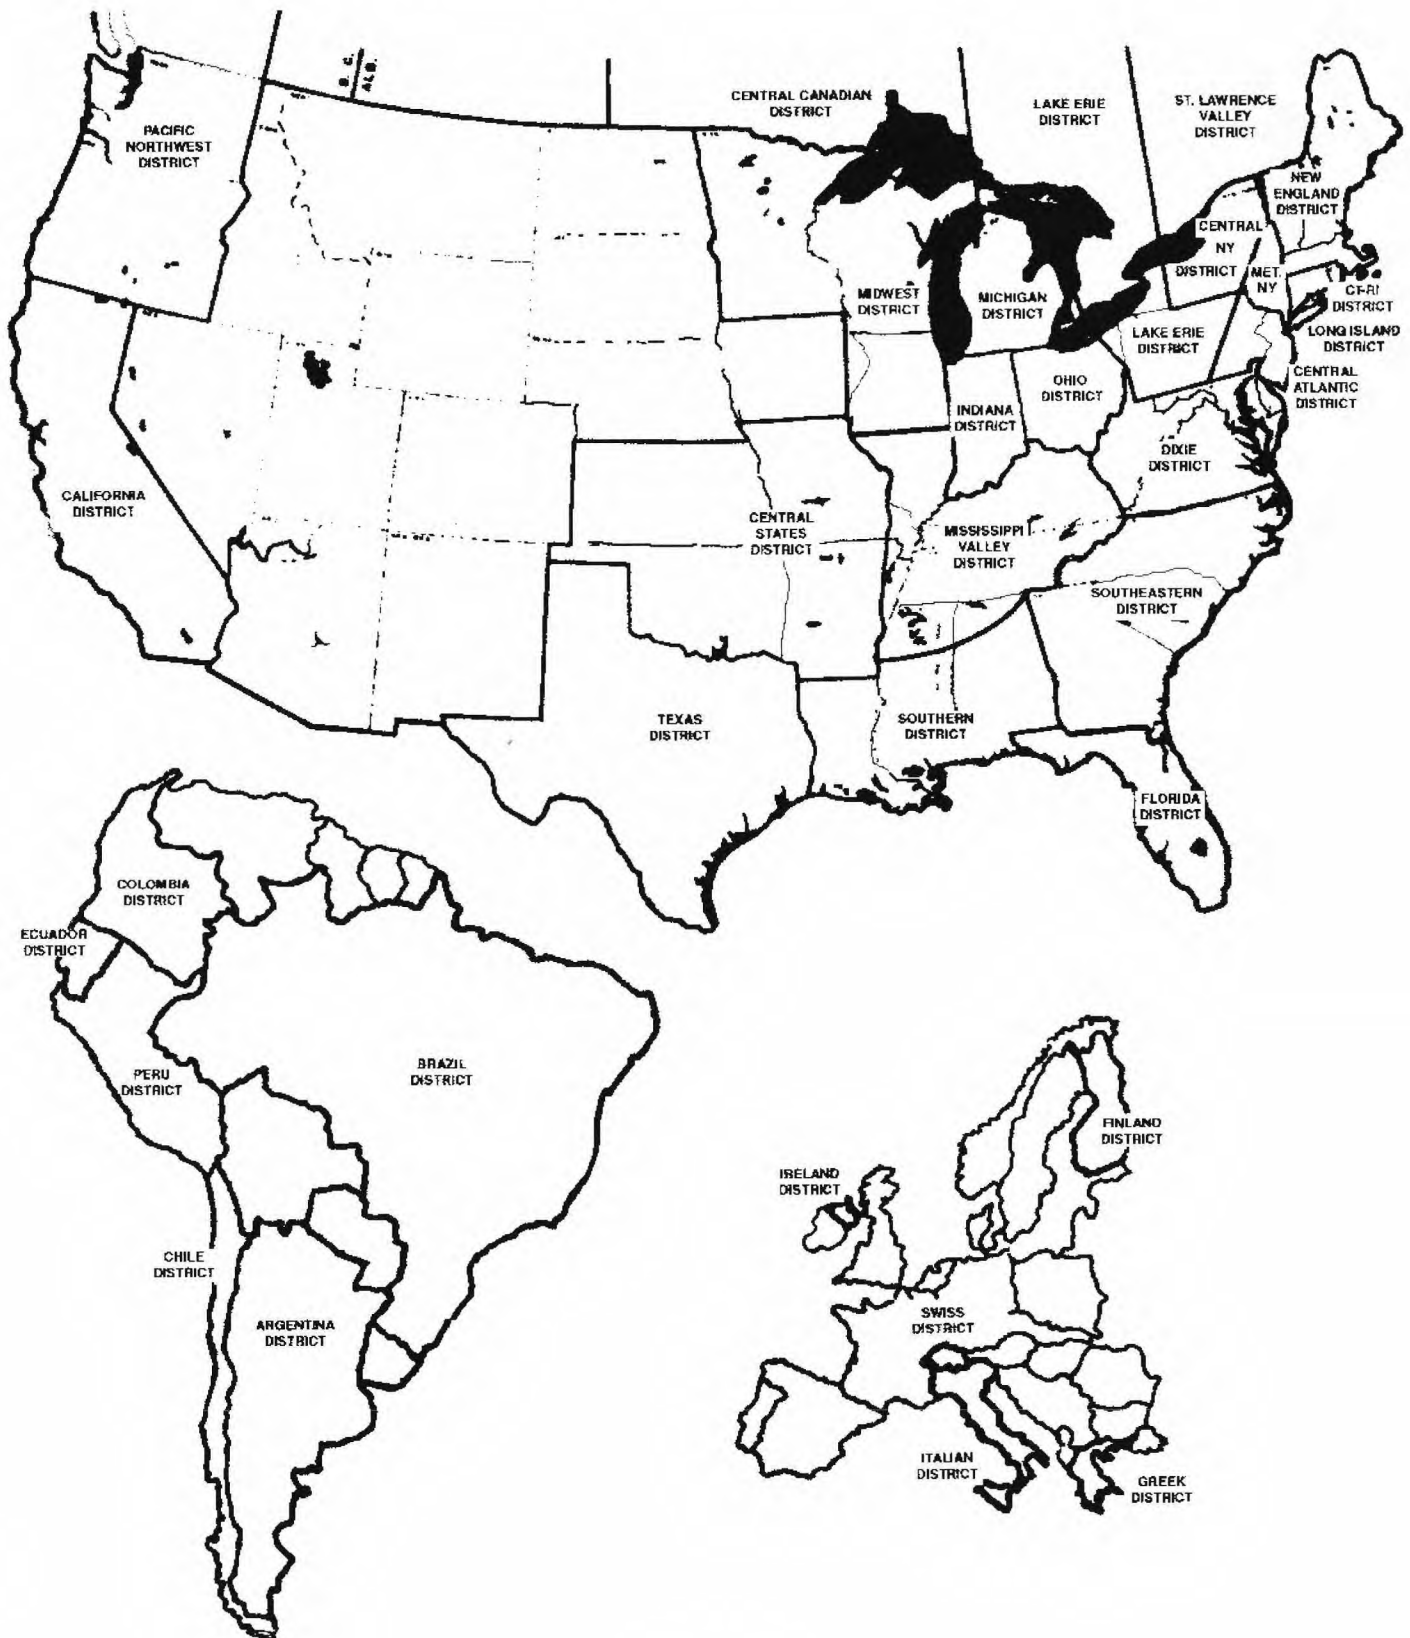 B. C.
ALB.
CENTRAL CANADIAN
DISTRICT
LAKE ERIE
DISTRICT
ST. LAWRENCE
VALLEY
DISTRICT
PACIFIC
NORTHWEST
DISTRICT
NEW
ENGLAND
DISTRICT
CENTRAL
NY
DISTRICT
MET.
NY
CT-RI
DISTRICT
MIDWEST
DISTRICT
MICHIGAN
DISTRICT
LAKE ERIE
DISTRICT
LONG ISLAND
DISTRICT
CENTRAL
ATLANTIC
DISTRICT
OHIO
DISTRICT
INDIANA
DISTRICT
DIXIE
DISTRICT
CALIFORNIA
DISTRICT
CENTRAL
STATES
DISTRICT
MISSISSIPPI
VALLEY
DISTRICT
SOUTHEASTERN
DISTRICT
TEXAS
DISTRICT
SOUTHERN
DISTRICT
FLORIDA
DISTRICT
COLOMBIA
DISTRICT
ECUADOR
DISTRICT
PERU
DISTRICT
BRAZIL
DISTRICT
CHILE
DISTRICT
ARGENTINA
DISTRICT
FINLAND
DISTRICT
IRELAND
DISTRICT
SWISS
DISTRICT
ITALIAN
DISTRICT
GREEK
DISTRICT